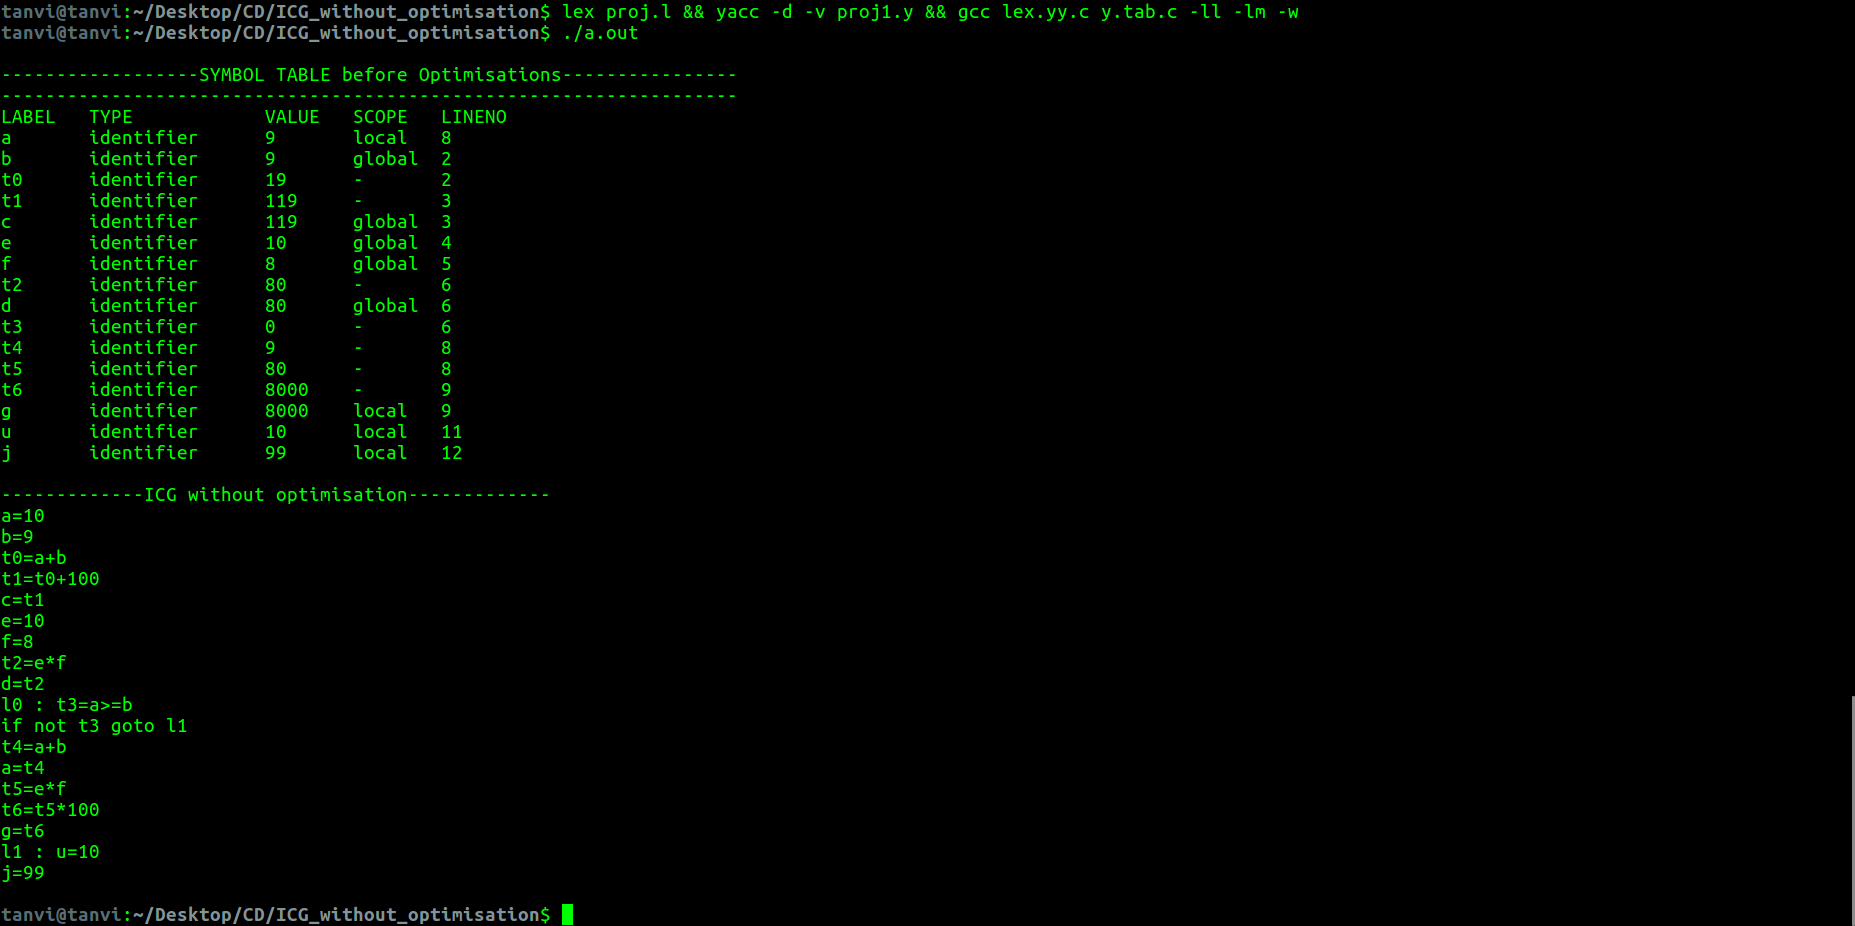 tanvi@tanvi:~/Desktop/CD/ICG_without_optimisation$ lex proj.l && yacc -d -v proj1.y && gcc lex.yy.c y.tab.c -ll -lm -w
tanvi@tanvi:~/Desktop/CD/ICG_without_optimisation$ ./a.out
------------------SYMBOL TABLE before Optimisations----------------
-------------------------------------------------------------------
LABEL TYPE VALUE SCOPE LINENO
a identifier 9 local 8
b identifier 9 global 2
t0 identifier 19 - 2
t1 identifier 119 - 3
c identifier 119 global 3
e identifier 10 global 4
f identifier 8 global 5
t2 identifier 80 - 6
d identifier 80 global 6
t3 identifier 0 - 6
t4 identifier 9 - 8
t5 identifier 80 - 8
t6 identifier 8000 - 9
g identifier 8000 local 9
u identifier 10 local 11
j identifier 99 local 12
-------------ICG without optimisation-------------
a=10
b=9
t0=a+b
t1=t0+100
c=t1
e=10
f=8
t2=e*f
d=t2
l0 : t3=a>=b
if not t3 goto l1
t4=a+b
a=t4
t5=e*f
t6=t5*100
g=t6
l1 : u=10
j=99
tanvi@tanvi:~/Desktop/CD/ICG_without_optimisation$